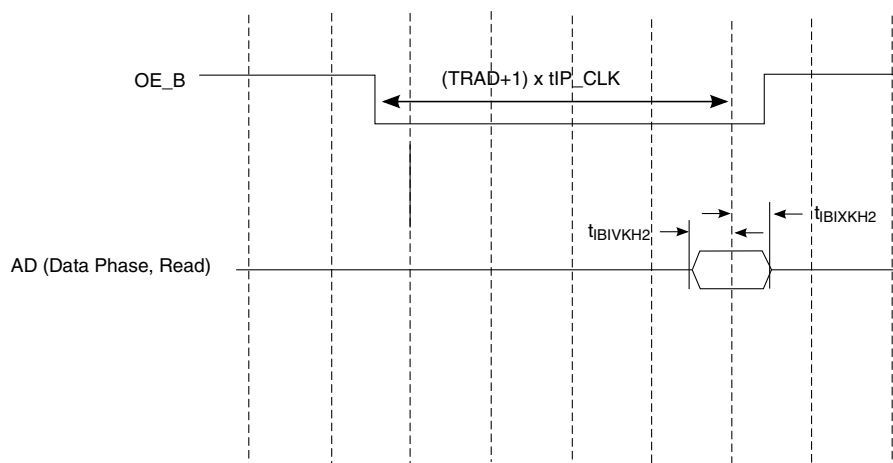 OE_B
(TRAD+1) x tIP_CLK
tIBIVKH2
tIBIXKH2
AD (Data Phase, Read)